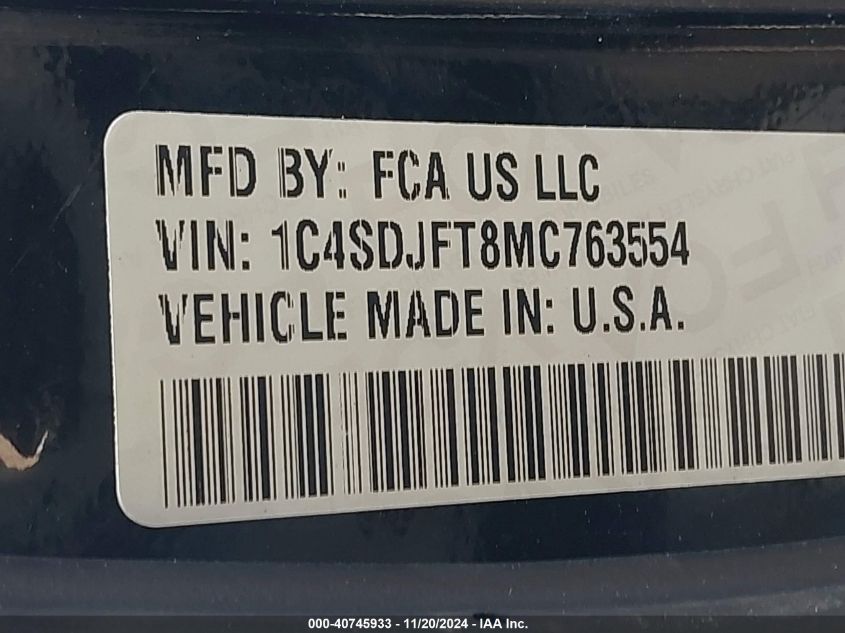 MFD BY: FCA US LLC
VIN: 1C4SDJFT8MC763554
VEHICLE MADE IN: U.S.A.
000-40745933 - 11/20/2024 - IAA Inc.